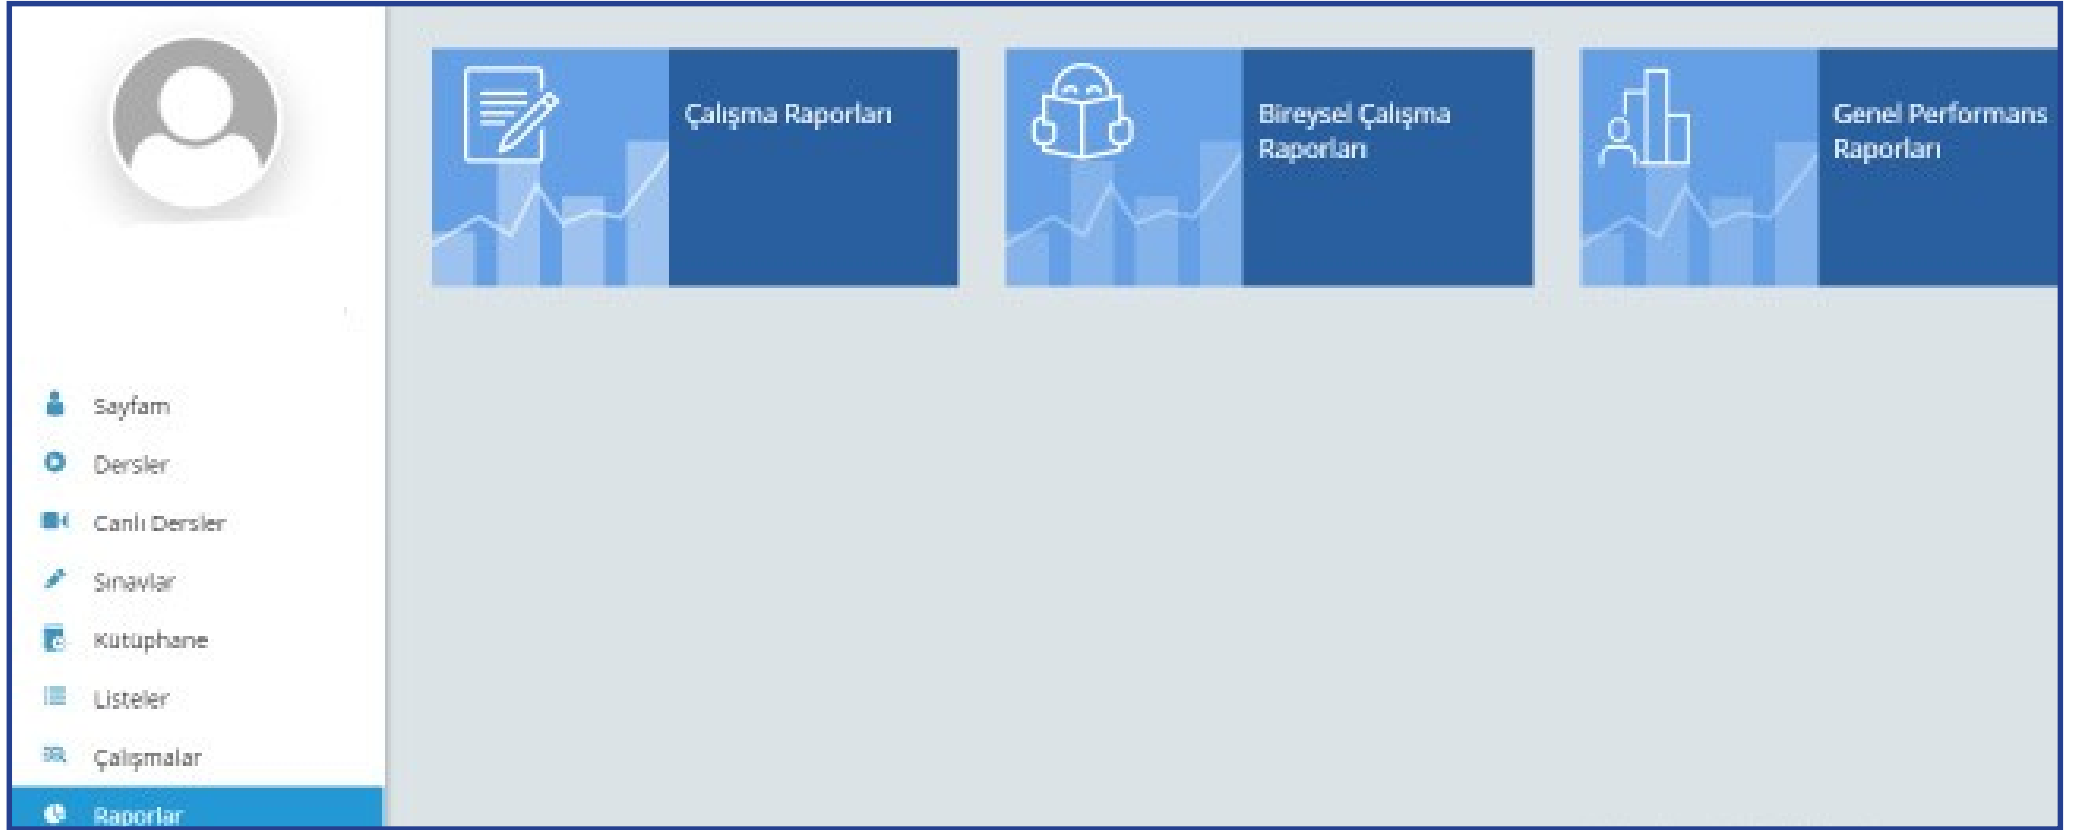 Çalışma Raporları
Bireysel Çalışma
Raporları
Genel Performans
Raporları
Sayfam
Dersler
Canlı Dersler
Sınavlar
Kütüphane
Listeler
Çalışmalar
Raporlar